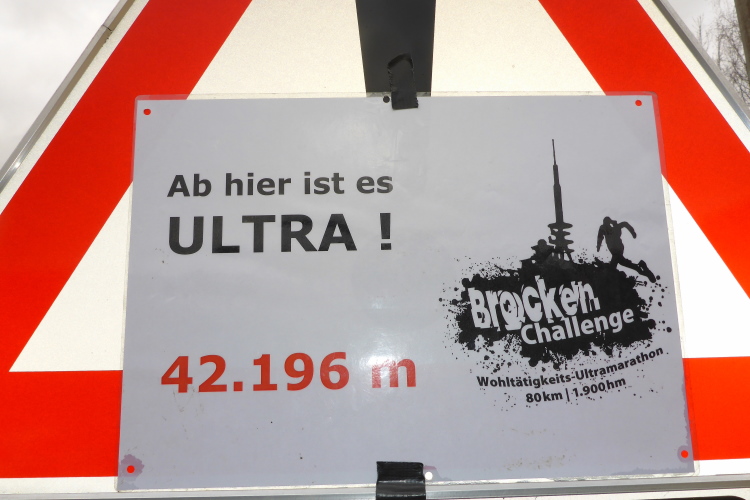 Ab hier ist es
ULTRA !
42.196 m
Brocken
Challenge
Wohltätigkeits-Ultramarathon
80km | 1.900hm